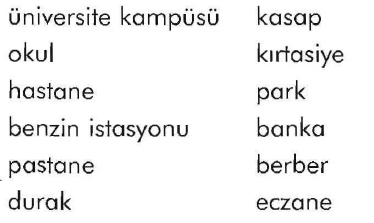 üniversite kampüsü kasap
okul kırtasiye
hastane park
benzin istasyonu banka
pastane berber
durak eczane